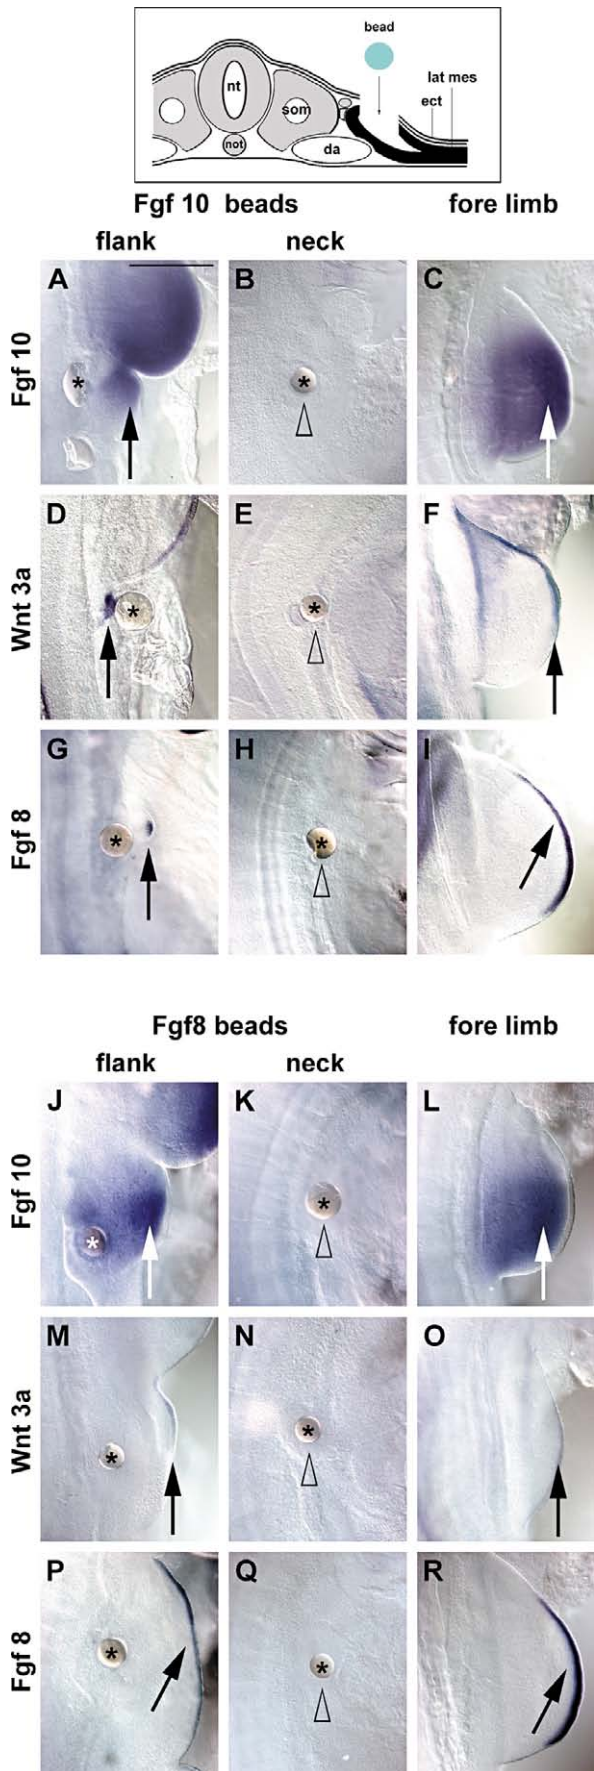 bead
nt
lat mes
ect
som
not
da
Fgf 10 beads fore limb
flank neck
Fgf 10
A B C
*
*
Wnt 3a
D E F
*
*
Fgf 8
G H I
*
*
Fgf8 beads fore limb
flank neck
Fgf 10
J K L
*
*
Wnt 3a
M N O
*
*
Fgf 8
P Q R
*
*